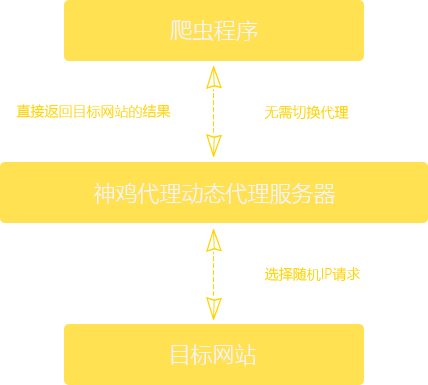 爬虫程序
直接返回目标网站的结果
无需切换代理
神鸡代理动态代理服务器
选择随机IP请求
目标网站